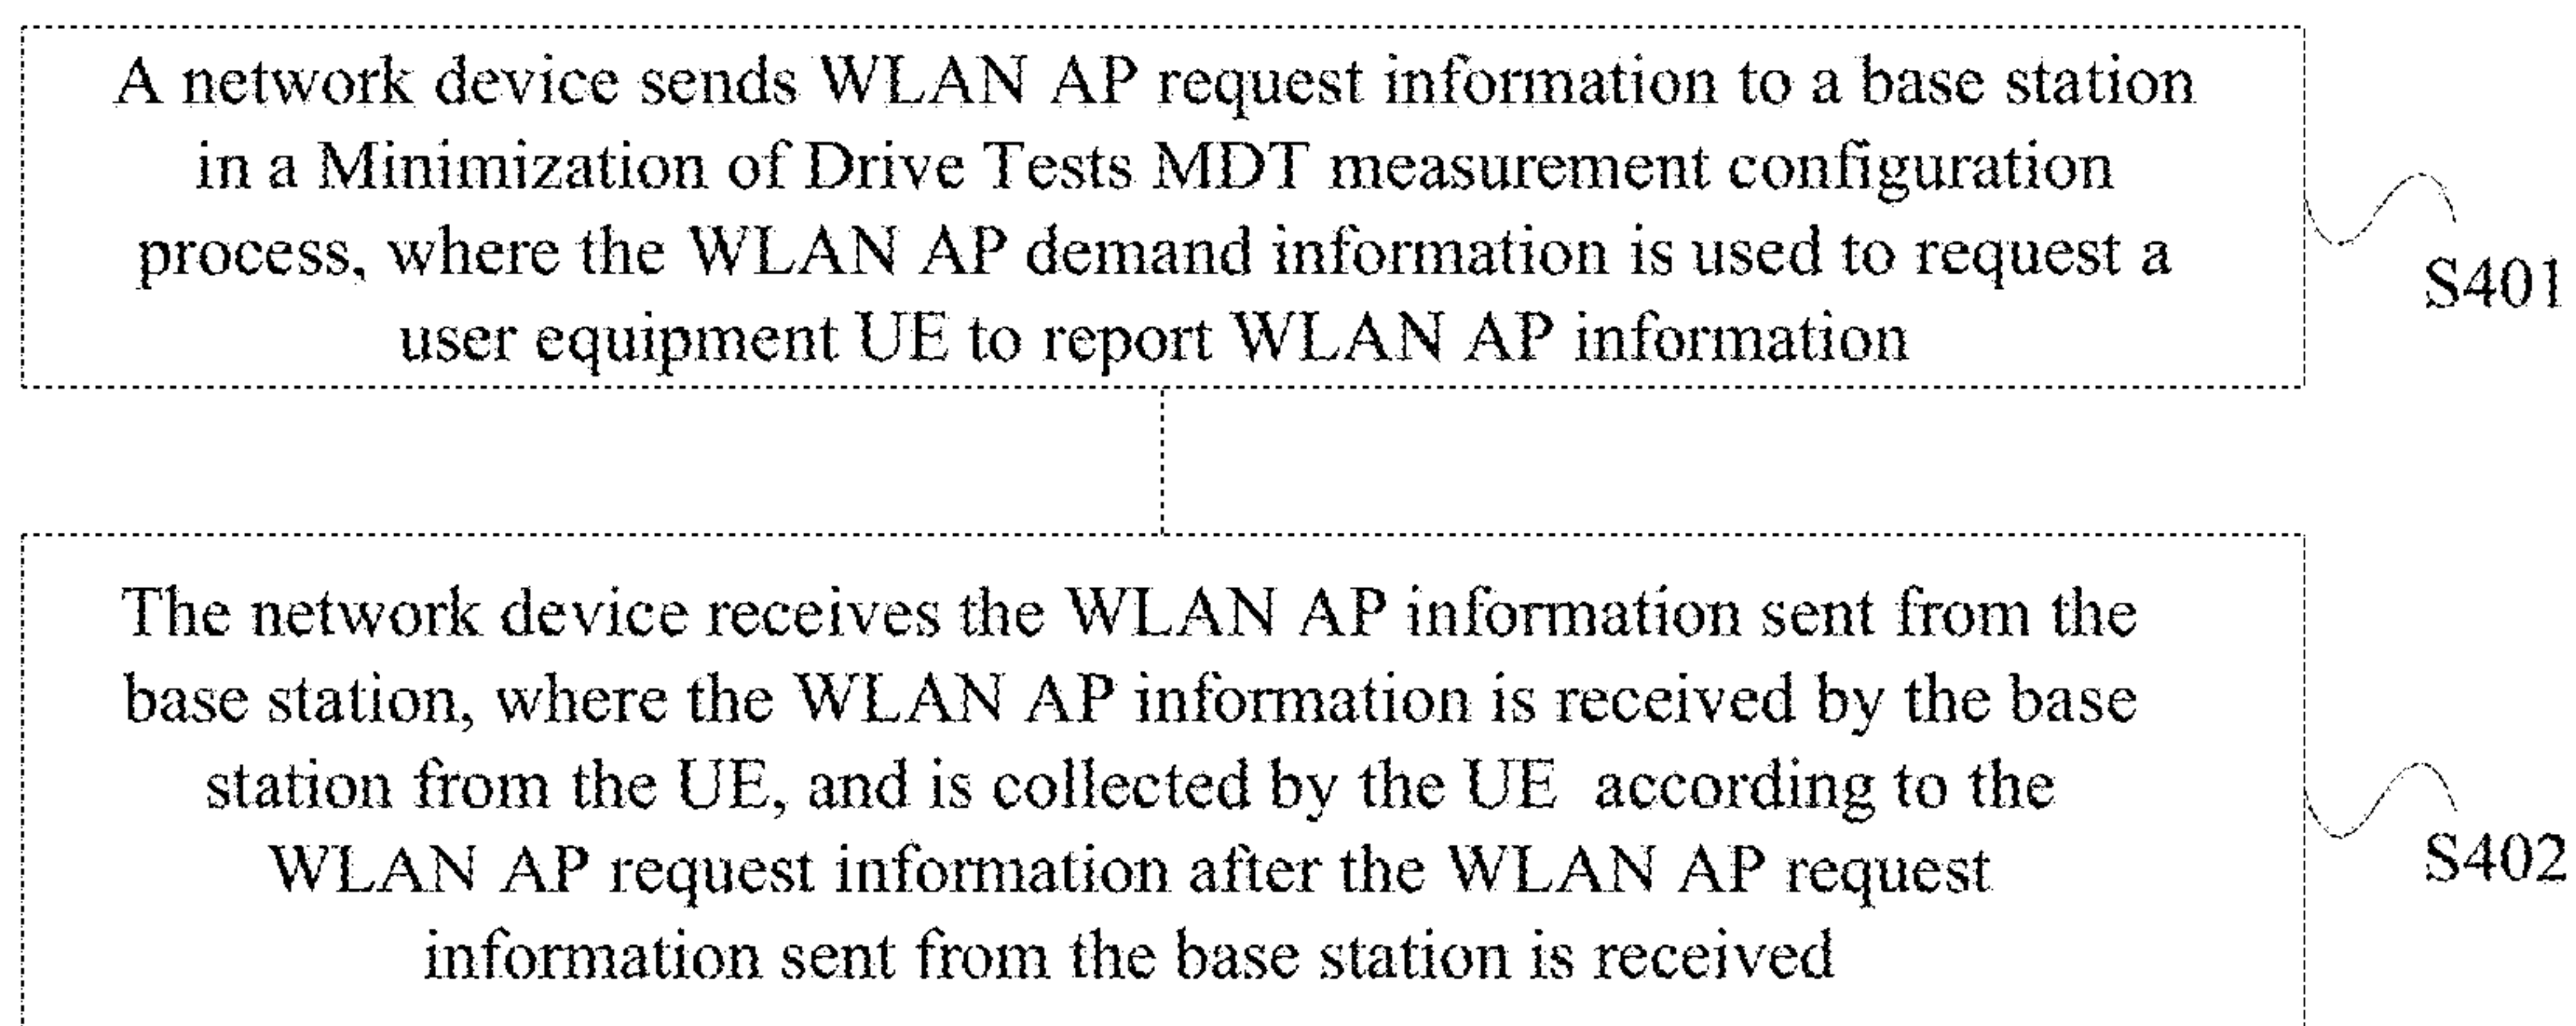 A network device sends WLAN AP request information to a base station
in a Minimization of Drive Tests MDT measurement configuration
process, where the WLAN AP demand information is used to request a
user equipment UE to report WLAN AP information
S401
The network device receives the WLAN AP information sent from the
base station, where the WLAN AP information is received by the base
station from the UE, and is collected by the UE according to the
WLAN AP request information after the WLAN AP request
information sent from the base station is received
S402